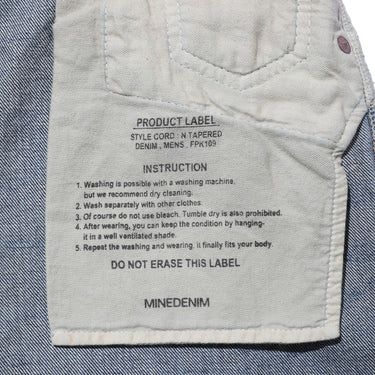 PRODUCT LABEL
STYLE CORD : N.TAPERED
DENIM , MENS , FPK109
INSTRUCTION
1. Washing is possible with a washing machine,
but we recommend dry cleaning.
2. Wash separately with other clothes.
3. Of course do not use bleach. Tumble dry is also prohibited.
4. After wearing, you can keep the condition by hanging-
it in a well ventilated shade.
5. Repeat the washing and wearing, it finally fits your body.
DO NOT ERASE THIS LABEL
MINEDENIM